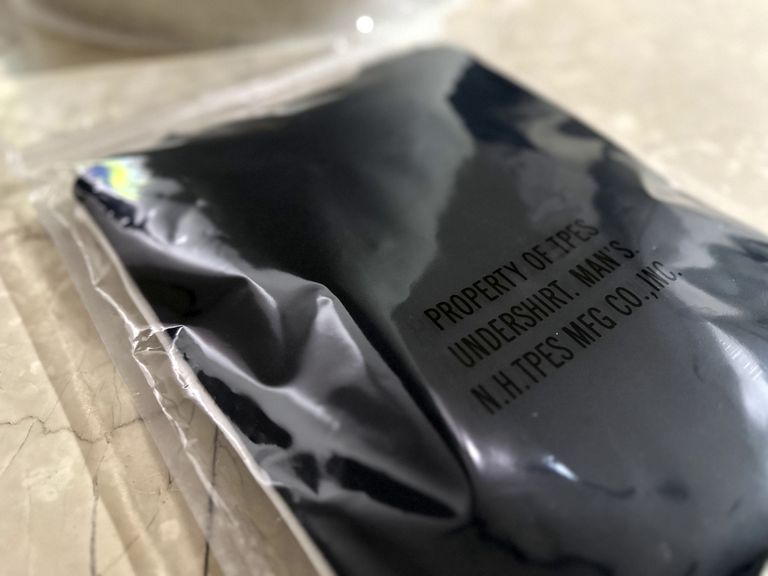 PROPERTY OF TPES
UNDERSHIRT. MAN'S.
N.H.TPES MFG CO.,INC.